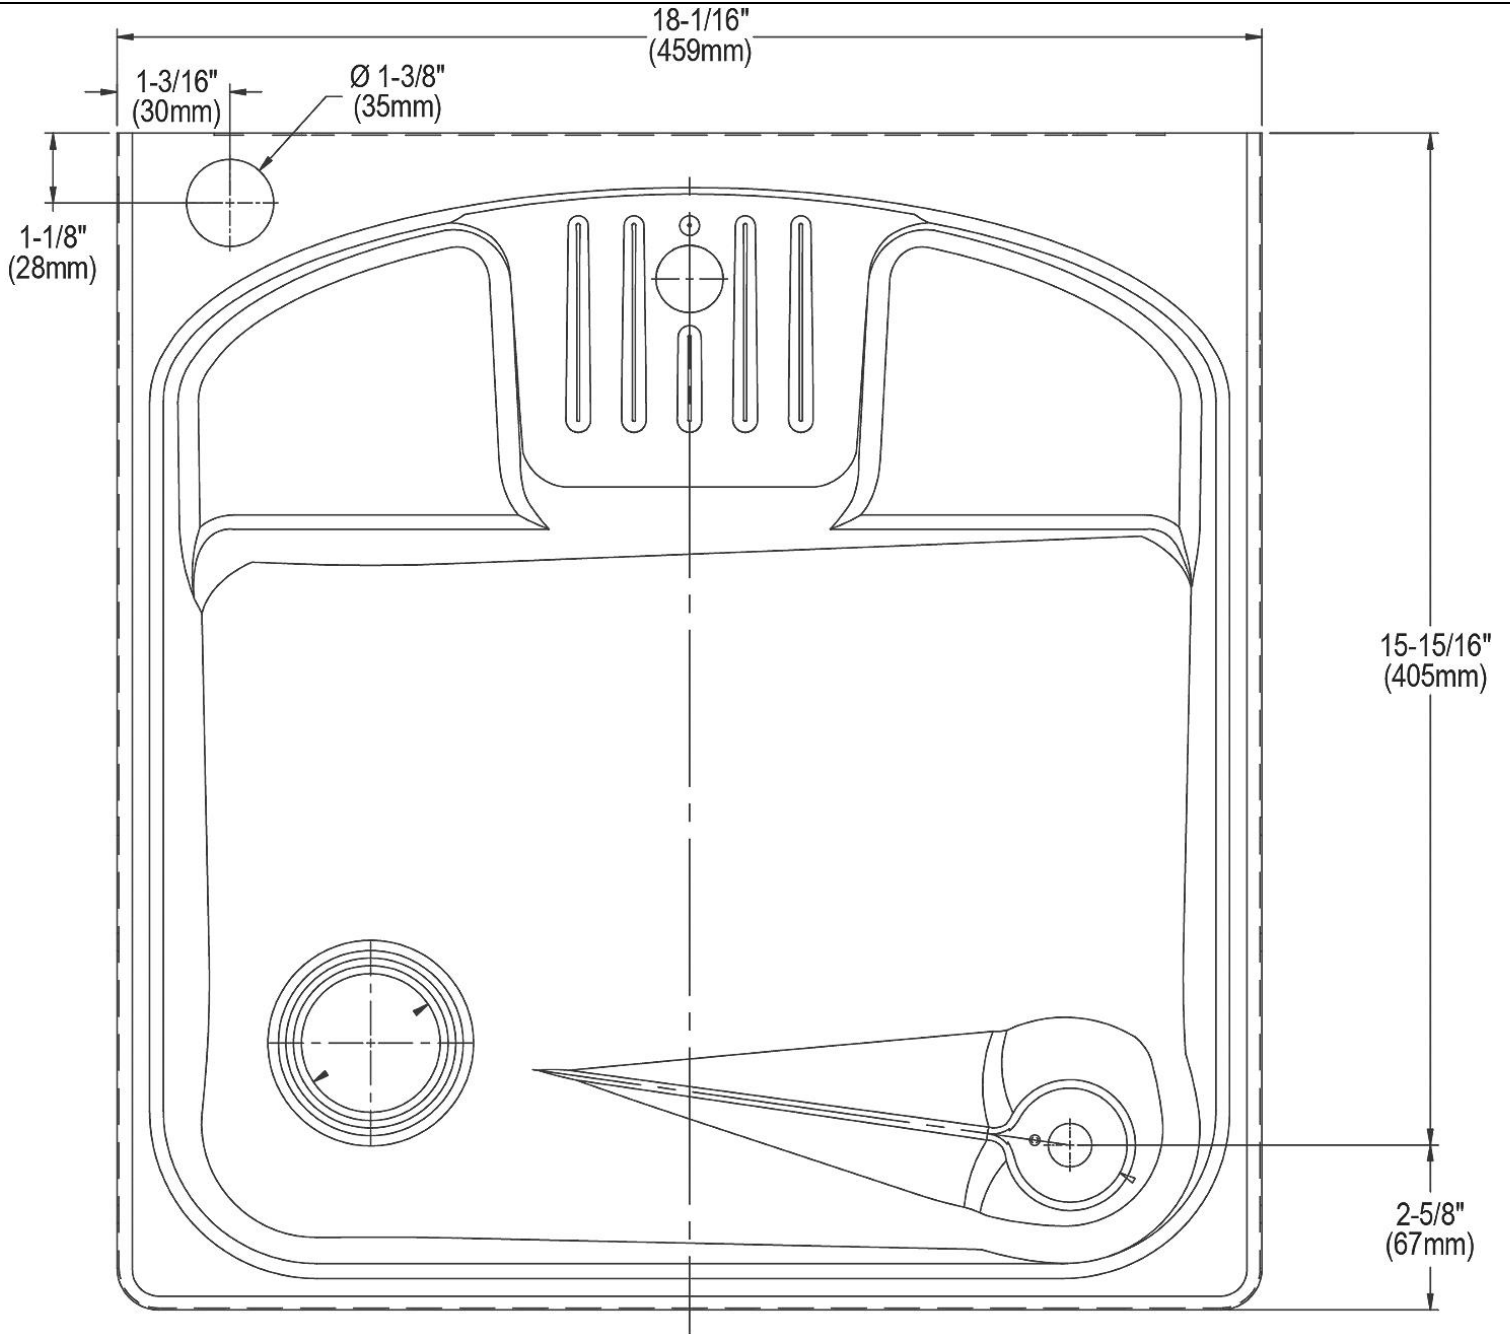 18-1/16"
(459mm)
1-3/16"
(30mm)
Ø 1-3/8"
(35mm)
1-1/8"
(28mm)
15-15/16"
(405mm)
2-5/8"
(67mm)